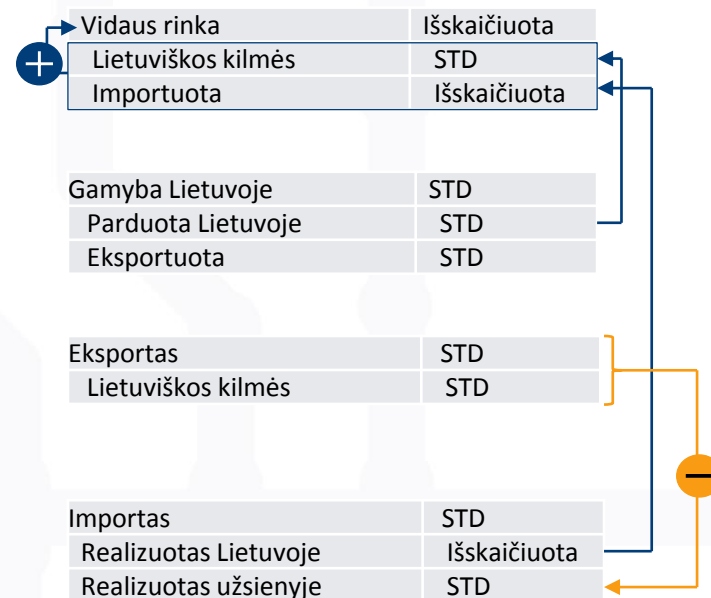 Vidaus rinka Išskaičiuota
Lietuviškos kilmės STD
Importuota Išskaičiuota
Gamyba Lietuvoje STD
Parduota Lietuvoje STD
Eksportuota STD
Eksportas STD
Lietuviškos kilmės STD
Importas STD
Realizuotas Lietuvoje Išskaičiuota
Realizuotas užsienyje STD